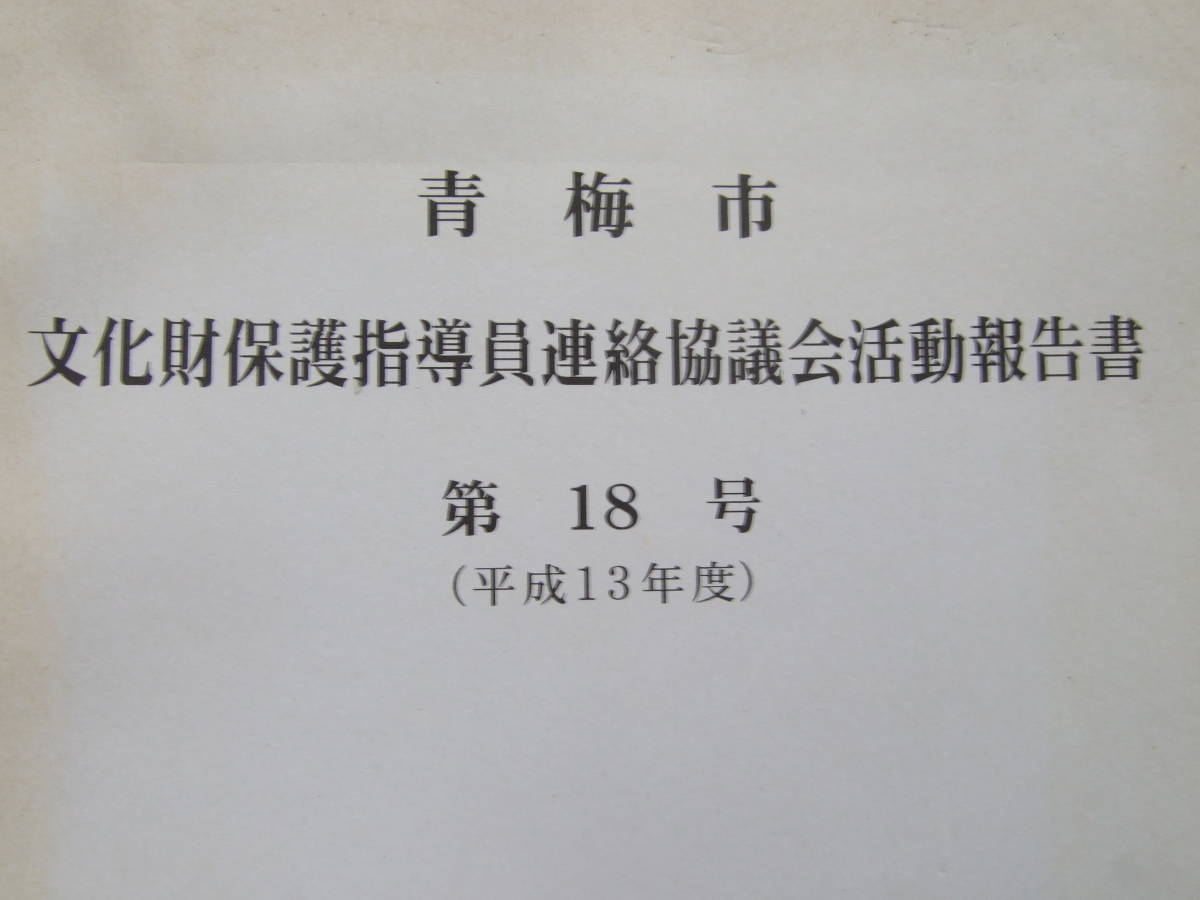 青　梅　市
文化財保護指導員連絡協議会活動報告書
第　18　号
(平成13年度)